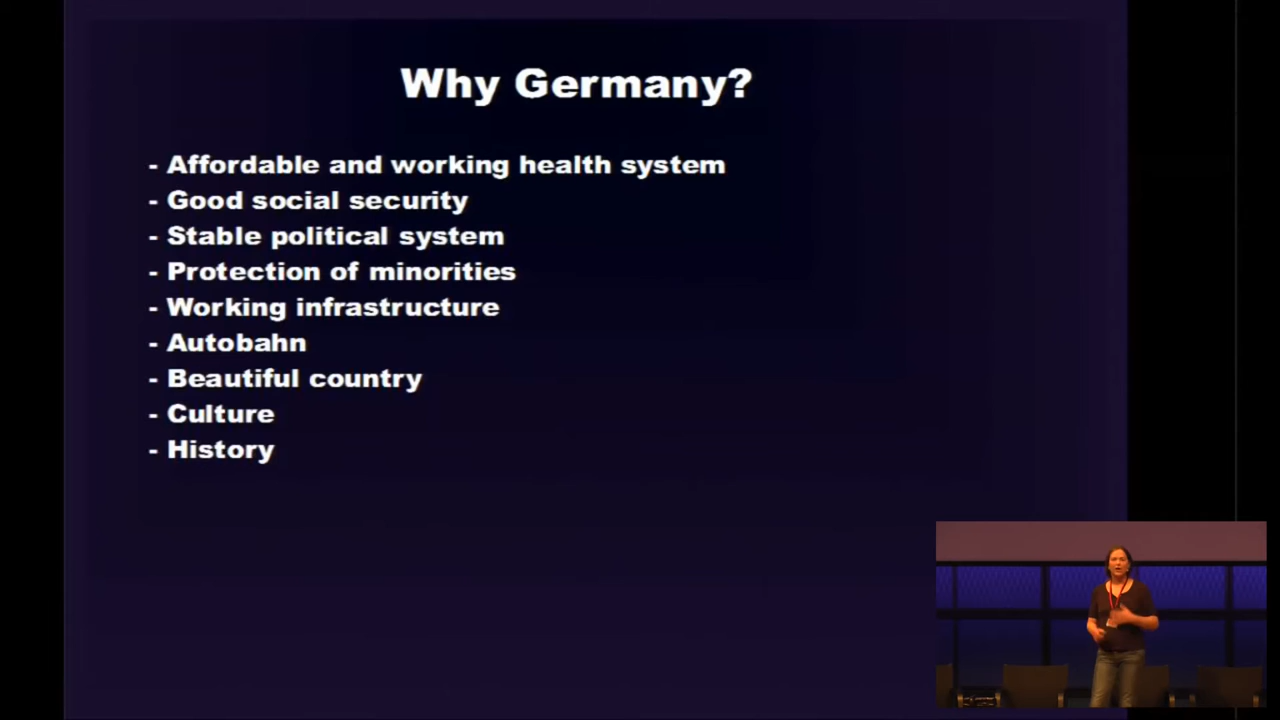 Why Germany?
- Affordable and working health system
- Good social security
- Stable political system
- Protection of minorities
- Working infrastructure
- Autobahn
- Beautiful country
- Culture
- History